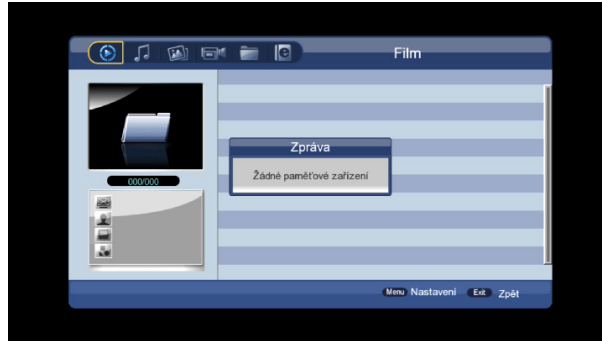 Film
Zpráva
Žádné paměťové zařízení
000/000
Menu Nastavení Exit Zpět